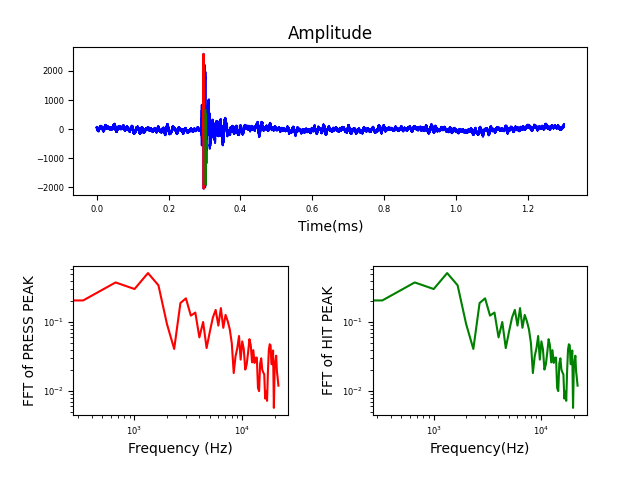 Amplitude
2000
1000
0
−1000
−2000
0.0 0.2 0.4 0.6 0.8 1.0 1.2
Time(ms)
FFT of PRESS PEAK
10⁻¹
10⁻²
10³ 10⁴
Frequency (Hz)
FFT of HIT PEAK
10⁻¹
10⁻²
10³ 10⁴
Frequency(Hz)